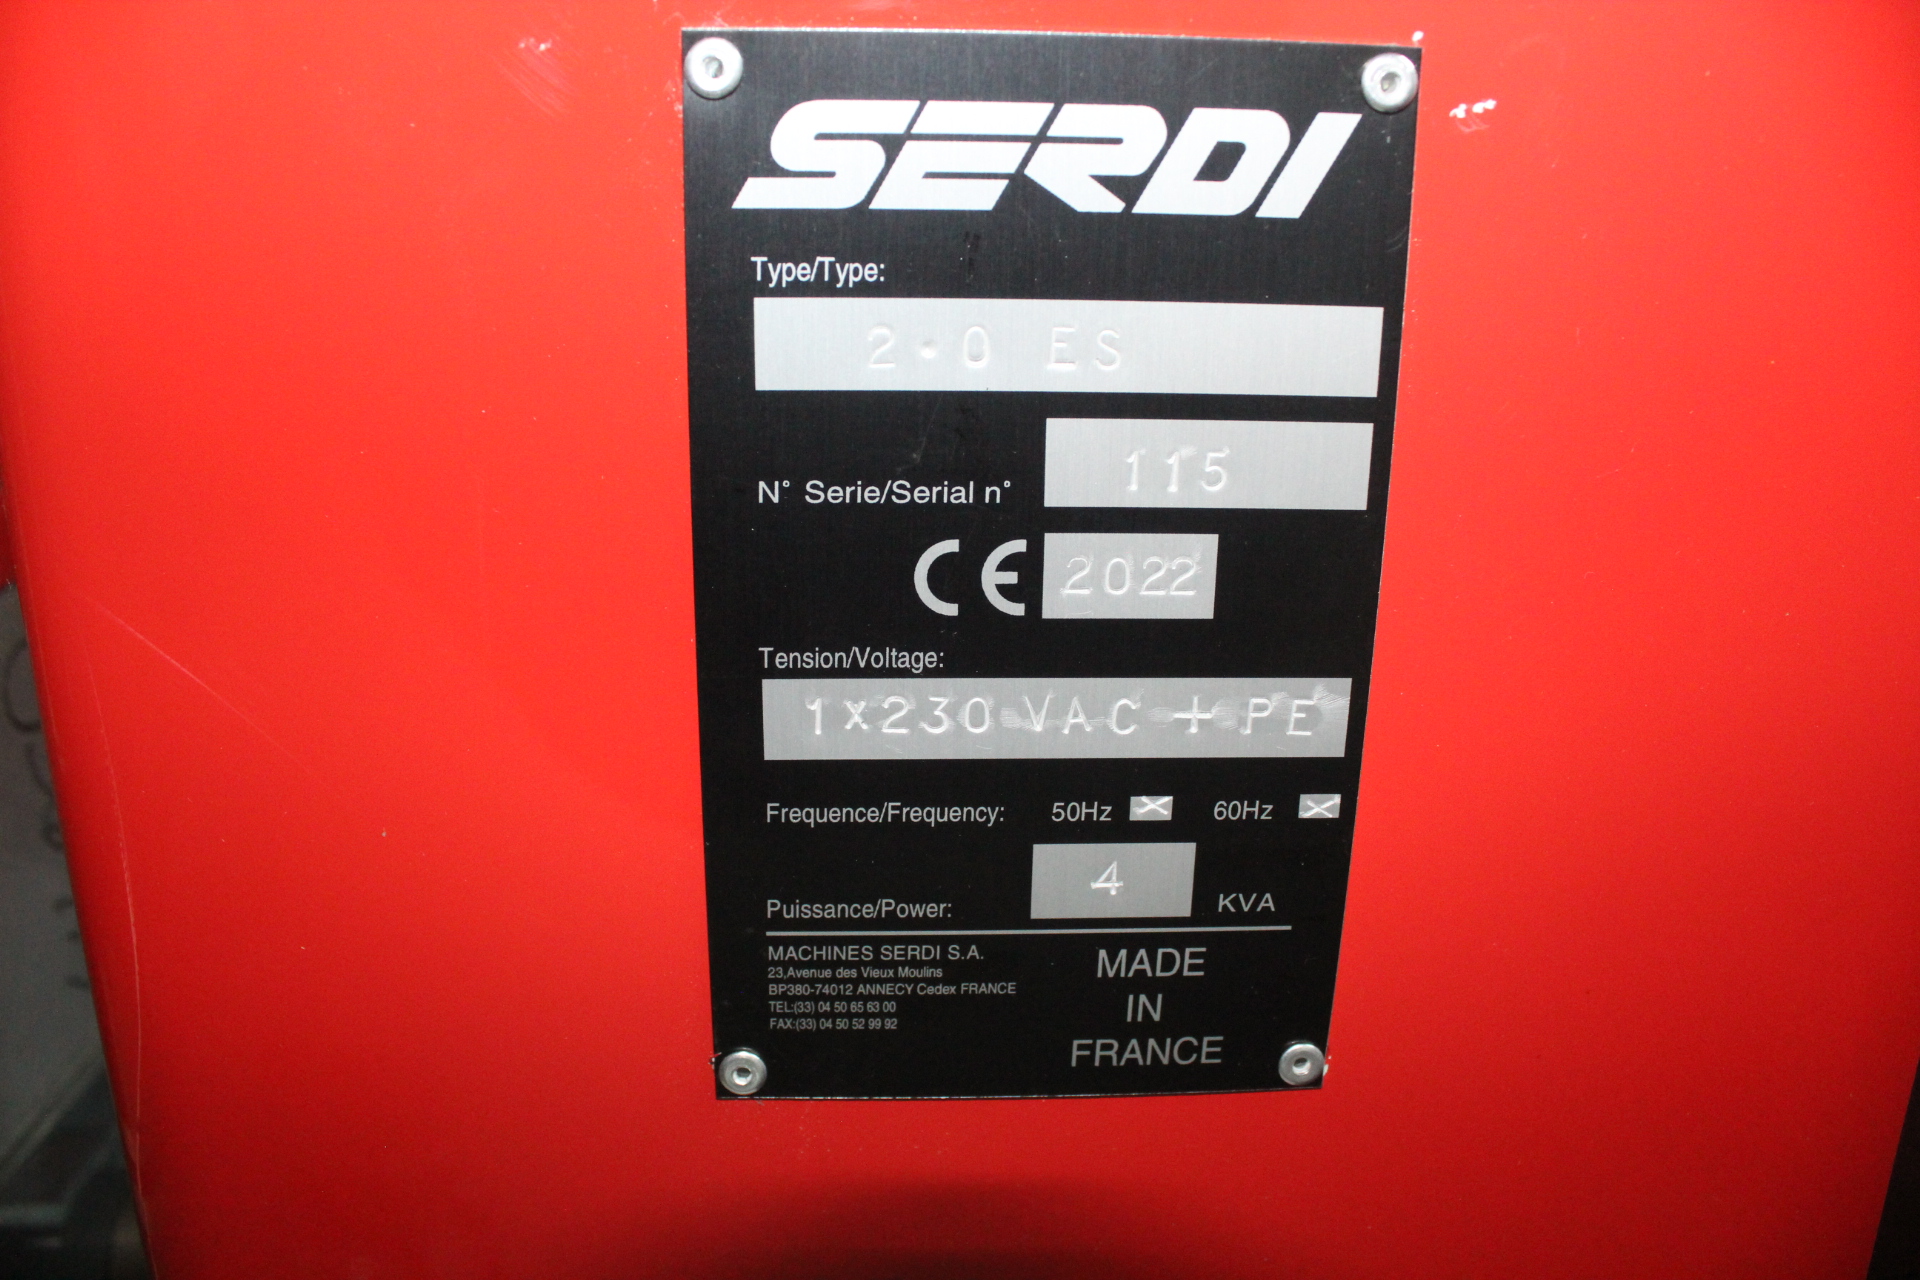 SERDI
Type/Type:
2.0 ES
N° Serie/Serial n° 115
CE 2022
Tension/Voltage:
1X230 VAC + PE
Frequence/Frequency: 50Hz X 60Hz X
Puissance/Power: 4 KVA
MACHINES SERDI S.A.
23,Avenue des Vieux Moulins
BP380-74012 ANNECY Cedex FRANCE
TEL:(33) 04 50 65 63 00
FAX:(33) 04 50 52 99 92
MADE
IN
FRANCE